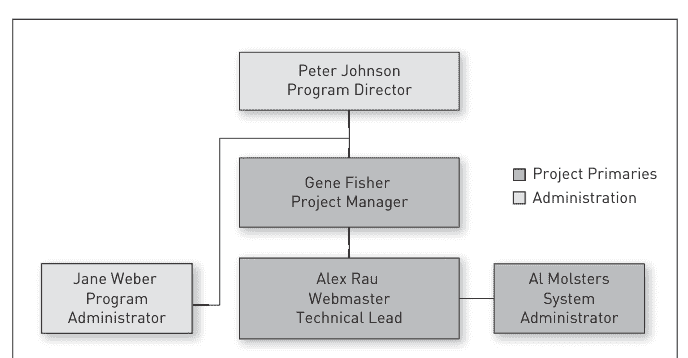 Peter Johnson
Program Director
Gene Fisher
Project Manager
Project Primaries
Administration
Jane Weber
Program
Administrator
Alex Rau
Webmaster
Technical Lead
Al Molsters
System
Administrator